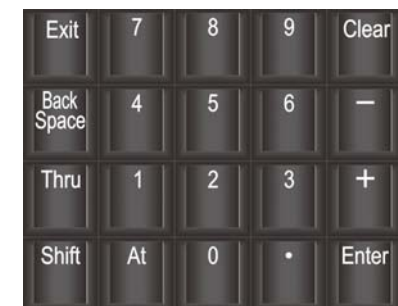 Exit 7 8 9 Clear
Back
Space 4 5 6 −
Thru 1 2 3 +
Shift At 0 • Enter